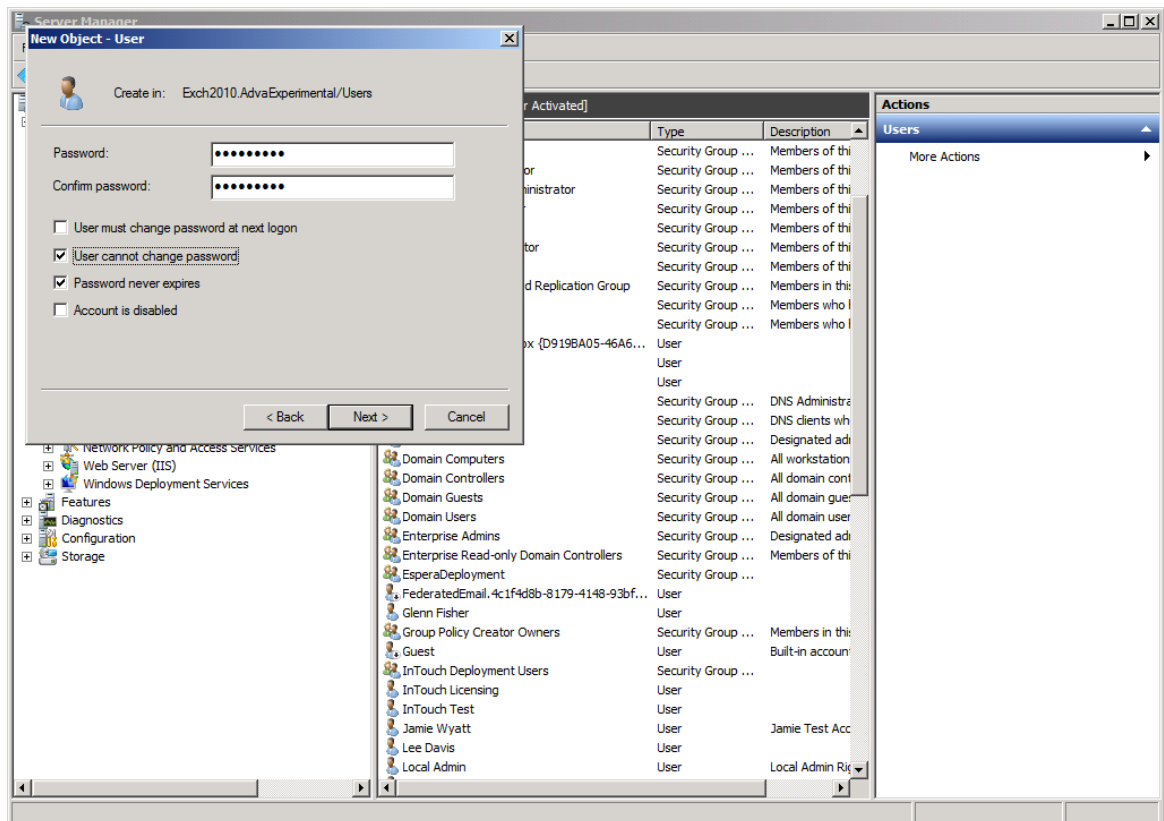 Server Manager
New Object - User
Create in: Exch2010.AdvaExperimental/Users
Password:
Confirm password:
User must change password at next logon
User cannot change password
Password never expires
Account is disabled
< Back
Next >
Cancel
Network Policy and Access Services
Web Server (IIS)
Windows Deployment Services
Features
Diagnostics
Configuration
Storage
r Activated]
Type Description
Security Group ... Members of thi
or Security Group ... Members of thi
ministrator Security Group ... Members of thi
Security Group ... Members of thi
Security Group ... Members of thi
tor Security Group ... Members of thi
Security Group ... Members of thi
d Replication Group Security Group ... Members in this
Security Group ... Members who
Security Group ... Members who
ox {D919BA05-46A6... User
User
User
Security Group ... DNS Administra
Security Group ... DNS clients wh
Security Group ... Designated ad
Domain Computers Security Group ... All workstation
Domain Controllers Security Group ... All domain cont
Domain Guests Security Group ... All domain gues
Domain Users Security Group ... All domain user
Enterprise Admins Security Group ... Designated ad
Enterprise Read-only Domain Controllers Security Group ... Members of thi
EsperaDeployment Security Group ...
FederatedEmail.4c1f4d8b-8179-4148-93bf... User
Glenn Fisher User
Group Policy Creator Owners Security Group ... Members in this
Guest User Built-in account
InTouch Deployment Users Security Group ...
InTouch Licensing User
InTouch Test User
Jamie Wyatt User Jamie Test Acc
Lee Davis User
Local Admin User Local Admin Rig
Actions
Users
More Actions